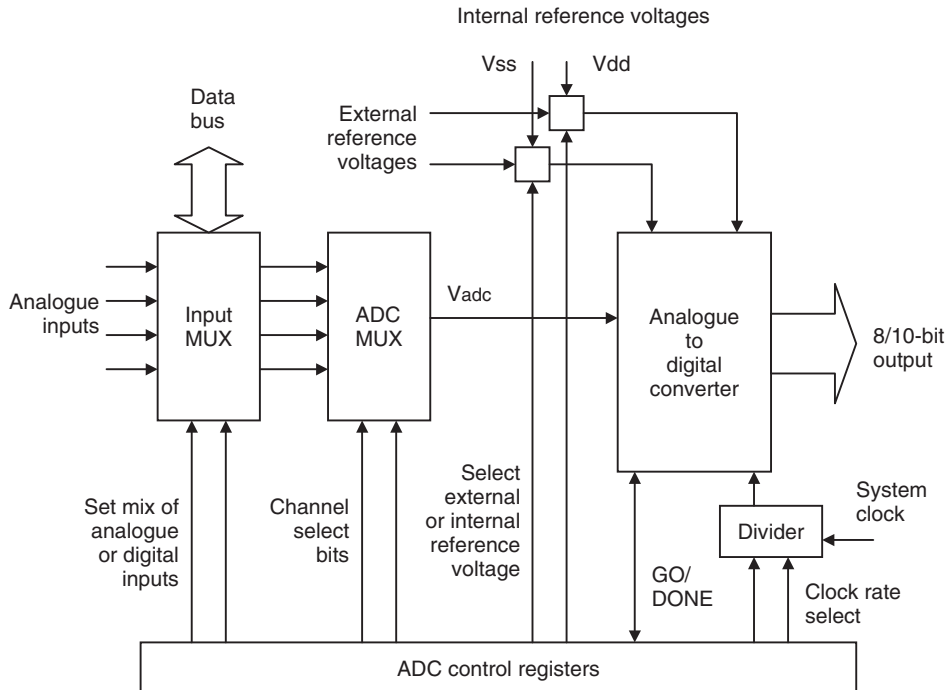 Internal reference voltages
Vss
Vdd
Data
bus
External
reference
voltages
Analogue
inputs
Input
MUX
ADC
MUX
Vadc
Analogue
to
digital
converter
8/10-bit
output
Set mix of
analogue
or digital
inputs
Channel
select
bits
Select
external
or internal
reference
voltage
GO/
DONE
Divider
System
clock
Clock rate
select
ADC control registers